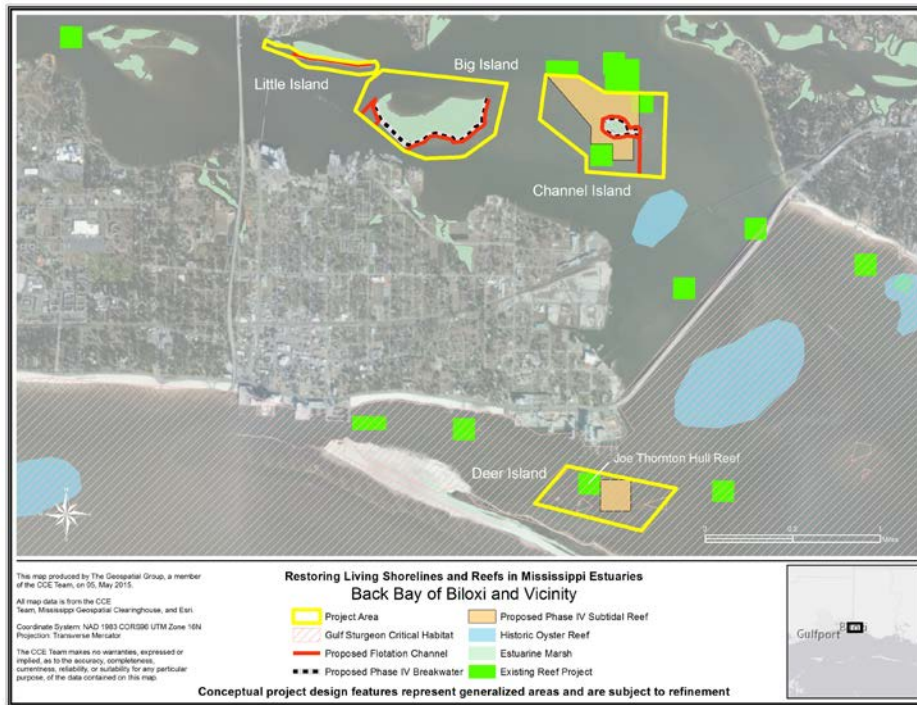 Little Island
Big Island
Channel Island
Deer Island
Joe Thornton Hull Reef
0 0.5 1
Miles
This map produced by The Geospatial Group, a member
of the CCE Team, on 05, May 2015.
All map data is from the CCE
Team, Mississippi Geospatial Clearinghouse, and Esri.
Coordinate System: NAD 1983 CORS96 UTM Zone 16N
Projection: Transverse Mercator
The CCE Team makes no warranties, expressed or
implied, as to the accuracy, completeness,
currentness, reliability, or suitability for any particular
purpose, of the data contained on this map.
Restoring Living Shorelines and Reefs in Mississippi Estuaries
Back Bay of Biloxi and Vicinity
Project Area
Gulf Sturgeon Critical Habitat
Proposed Flotation Channel
Proposed Phase IV Breakwater
Proposed Phase IV Subtidal Reef
Historic Oyster Reef
Estuarine Marsh
Existing Reef Project
Conceptual project design features represent generalized areas and are subject to refinement
Gulfport